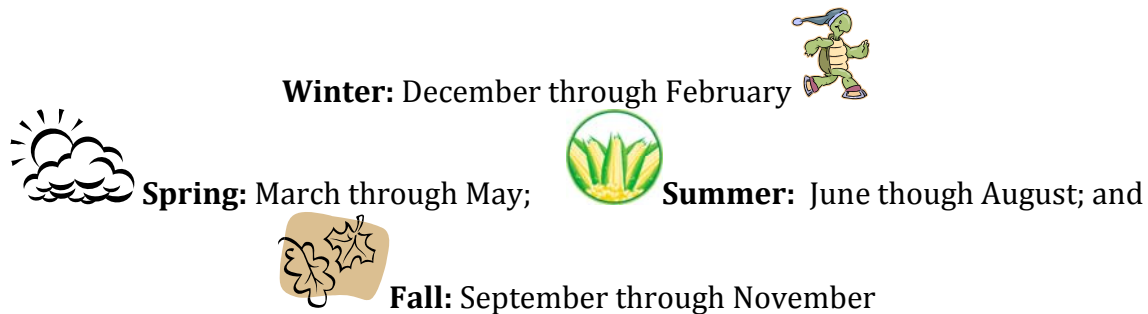 Winter: December through February
Spring: March through May; Summer: June though August; and
Fall: September through November